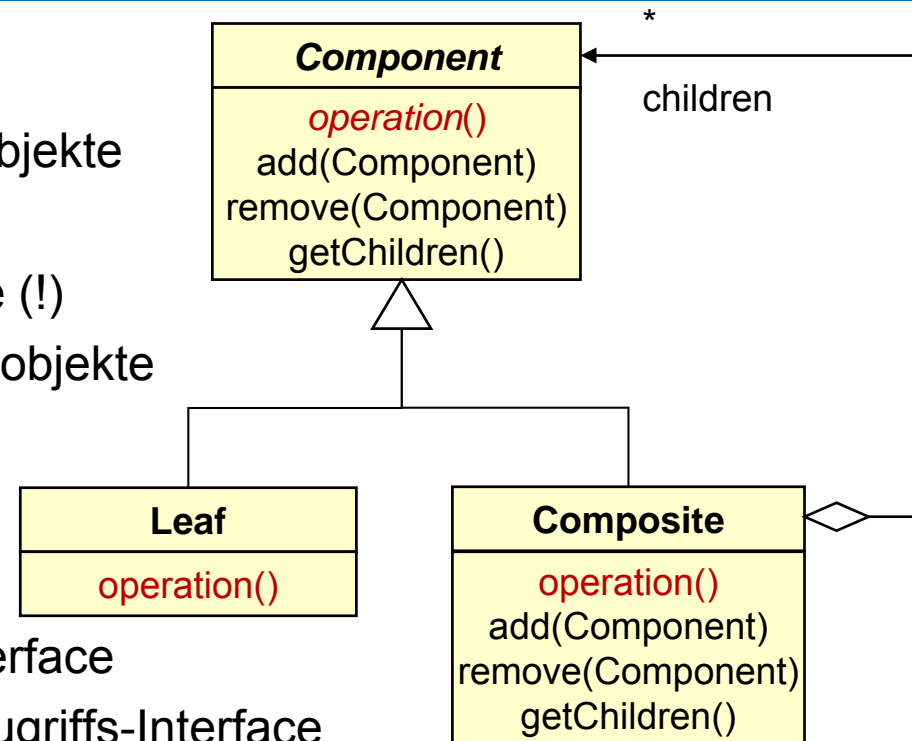 *
Component
children
operation()
bjekte
add(Component)
remove(Component)
getChildren()
e (!)
objekte
Leaf
Composite
operation()
operation()
add(Component)
erface
remove(Component)
ugriffs-Interface
getChildren()